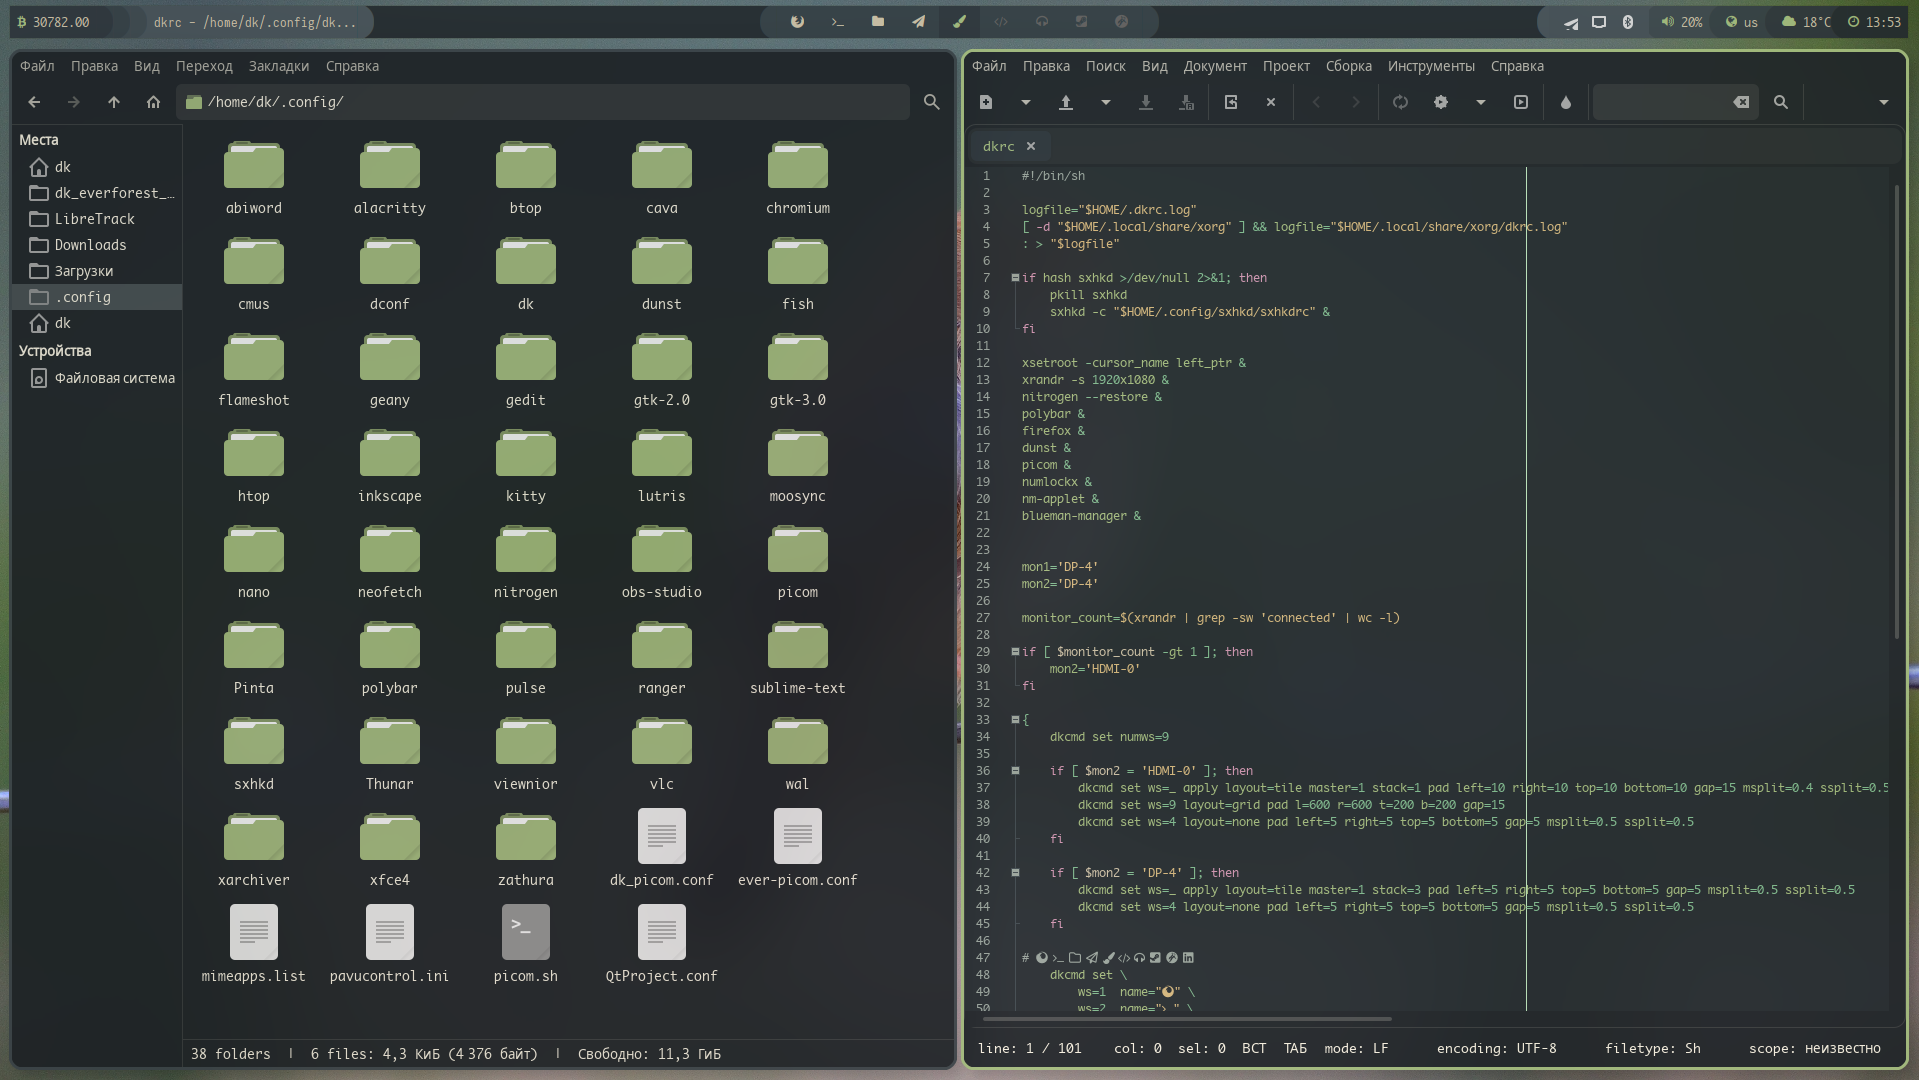 30782.00
dkrc - /home/dk/.config/dk...
20%
us
18°C
13:53
Файл Правка Вид Переход Закладки Справка
/home/dk/.config/
Места
dk
dk_everforest_…
LibreTrack
Downloads
Загрузки
.config
dk
Устройства
Файловая система
abiword alacritty btop cava chromium
cmus dconf dk dunst fish
flameshot geany gedit gtk-2.0 gtk-3.0
htop inkscape kitty lutris moosync
nano neofetch nitrogen obs-studio picom
Pinta polybar pulse ranger sublime-text
sxhkd Thunar viewnior vlc wal
xarchiver xfce4 zathura dk_picom.conf ever-picom.conf
mimeapps.list pavucontrol.ini picom.sh QtProject.conf
38 folders | 6 files: 4,3 КиБ (4 376 байт) | Свободно: 11,3 ГиБ
Файл Правка Поиск Вид Документ Проект Сборка Инструменты Справка
dkrc
1 #!/bin/sh
2
3 logfile="$HOME/.dkrc.log"
4 [ -d "$HOME/.local/share/xorg" ] && logfile="$HOME/.local/share/xorg/dkrc.log"
5 : > "$logfile"
6
7 if hash sxhkd >/dev/null 2>&1; then
8 pkill sxhkd
9 sxhkd -c "$HOME/.config/sxhkd/sxhkdrc" &
10 fi
11
12 xsetroot -cursor_name left_ptr &
13 xrandr -s 1920x1080 &
14 nitrogen --restore &
15 polybar &
16 firefox &
17 dunst &
18 picom &
19 numlockx &
20 nm-applet &
21 blueman-manager &
22
23
24 mon1='DP-4'
25 mon2='DP-4'
26
27 monitor_count=$(xrandr | grep -sw 'connected' | wc -l)
28
29 if [ $monitor_count -gt 1 ]; then
30 mon2='HDMI-0'
31 fi
32
33 {
34 dkcmd set numws=9
35
36 if [ $mon2 = 'HDMI-0' ]; then
37 dkcmd set ws=_ apply layout=tile master=1 stack=1 pad left=10 right=10 top=10 bottom=10 gap=15 msplit=0.4 ssplit=0.5
38 dkcmd set ws=9 layout=grid pad l=600 r=600 t=200 b=200 gap=15
39 dkcmd set ws=4 layout=none pad left=5 right=5 top=5 bottom=5 gap=5 msplit=0.5 ssplit=0.5
40 fi
41
42 if [ $mon2 = 'DP-4' ]; then
43 dkcmd set ws=_ apply layout=tile master=1 stack=3 pad left=5 right=5 top=5 bottom=5 gap=5 msplit=0.5 ssplit=0.5
44 dkcmd set ws=4 layout=none pad left=5 right=5 top=5 bottom=5 gap=5 msplit=0.5 ssplit=0.5
45 fi
46
47 #
48 dkcmd set \
49 ws=1 name="" \
50 ws=2 name="" \
line: 1 / 101 col: 0 sel: 0 ВСТ ТАБ mode: LF encoding: UTF-8 filetype: Sh scope: неизвестно